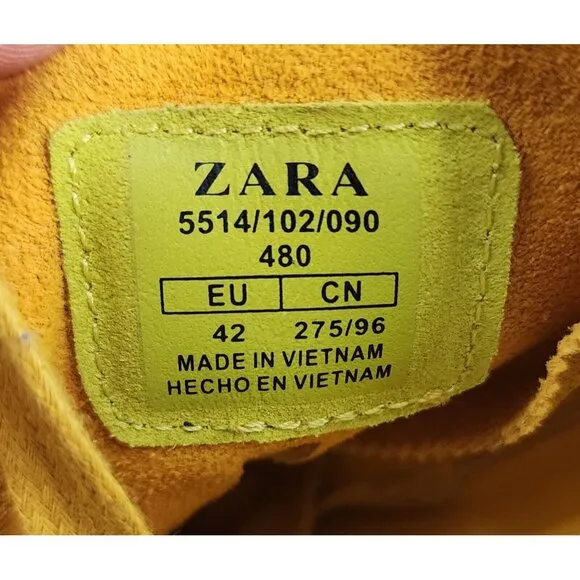 ZARA
5514/102/090
480
EU CN
42 275/96
MADE IN VIETNAM
HECHO EN VIETNAM